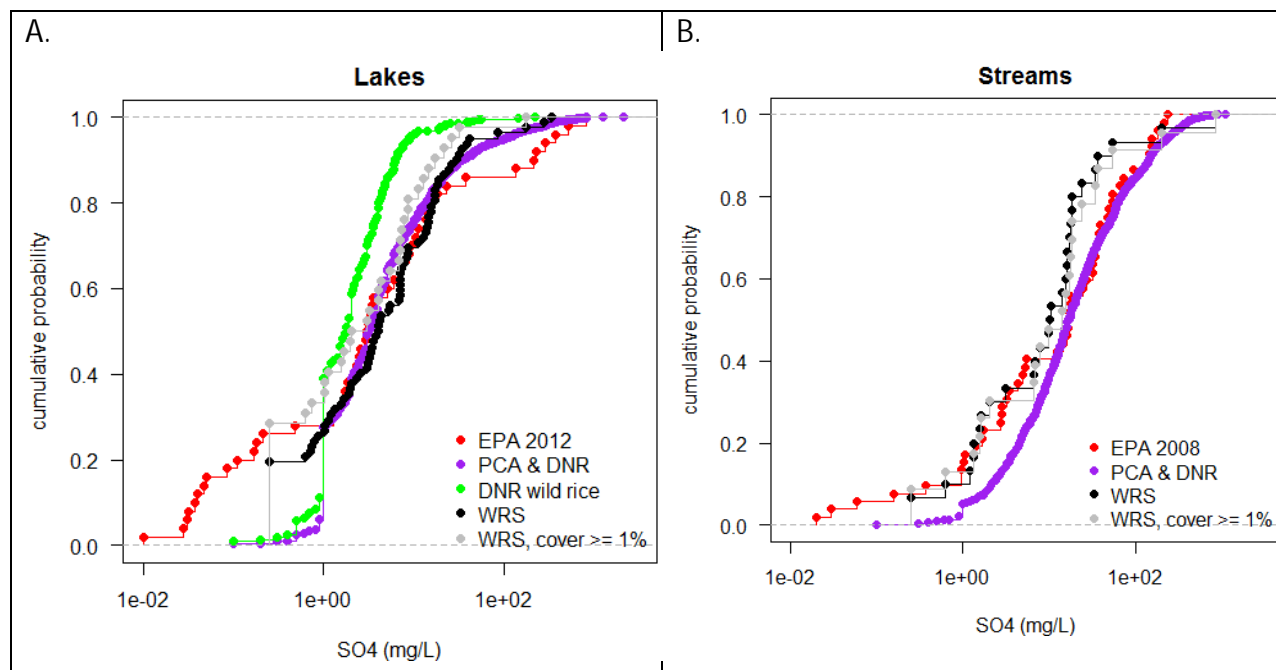 A.
Lakes
1.0
0.8
0.6
0.4
0.2
0.0
cumulative probability
EPA 2012
PCA & DNR
DNR wild rice
WRS
WRS, cover >= 1%
1e-02 1e+00 1e+02
SO4 (mg/L)
B.
Streams
1.0
0.8
0.6
0.4
0.2
0.0
cumulative probability
EPA 2008
PCA & DNR
WRS
WRS, cover >= 1%
1e-02 1e+00 1e+02
SO4 (mg/L)